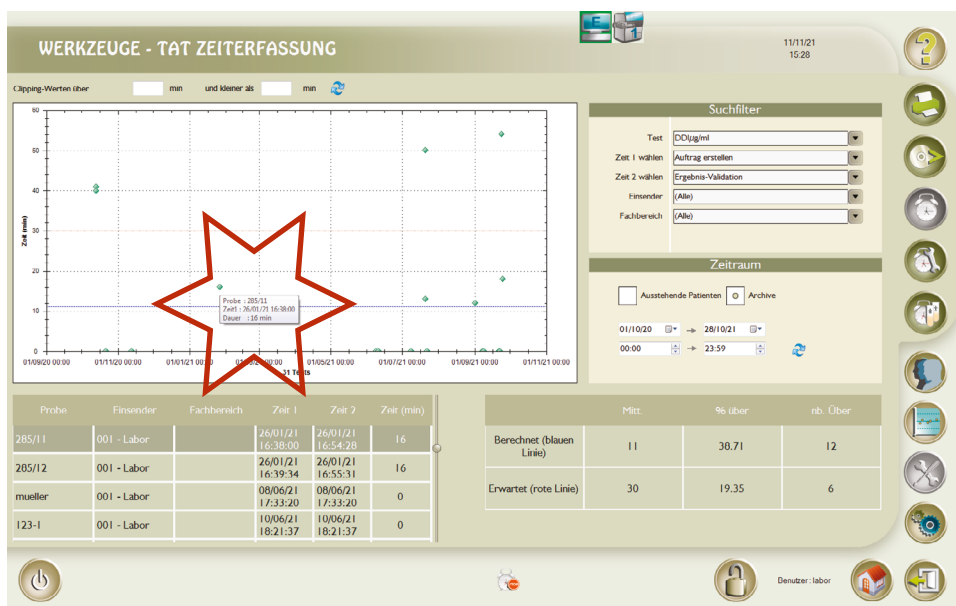 E
1
WERKZEUGE - TAT ZEITERFASSUNG
11/11/21
15:28
Clipping-Werten über min und kleiner als min
Zeit (min)
60
50
40
30
20
10
0
Probe : 285/11
Zeit1 : 26/01/21 16:38:00
Dauer : 16 min
01/09/20 00:00 01/11/20 00:00 01/01/21 00:00 00:00 01/05/21 00:00 01/07/21 00:00 01/09/21 00:00 01/11/21 00:00
31 Tests
Suchfilter
Test DDI µg/ml
Zeit 1 wählen Auftrag erstellen
Zeit 2 wählen Ergebnis-Validation
Einsender (Alle)
Fachbereich (Alle)
Zeitraum
Ausstehende Patienten Archive
01/10/20 28/10/21
00:00 23:59
Probe Einsender Fachbereich Zeit 1 Zeit 2 Zeit (min)
285/11 001 - Labor 26/01/21 16:38:00 26/01/21 16:54:28 16
285/12 001 - Labor 26/01/21 16:39:34 26/01/21 16:55:31 16
mueller 001 - Labor 08/06/21 17:33:20 08/06/21 17:33:20 0
123-1 001 - Labor 10/06/21 18:21:37 10/06/21 18:21:37 0
Mitt. % über nb. Über
Berechnet (blauen Linie) 11 38.71 12
Erwartet (rote Linie) 30 19.35 6
Benutzer : labor